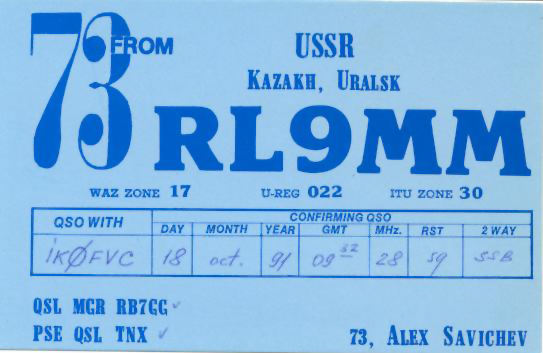 73 FROM
USSR
KAZAKH, URALSK
RL9MM
WAZ ZONE 17 U-REG 022 ITU ZONE 30
QSO WITH CONFIRMING QSO
DAY MONTH YEAR GMT MHz. RST 2 WAY
iKØFVC 18 oct. 91 09 32 28 59 SSB
QSL MGR RB7GG ✓
PSE QSL TNX ✓
73, ALEX SAVICHEV